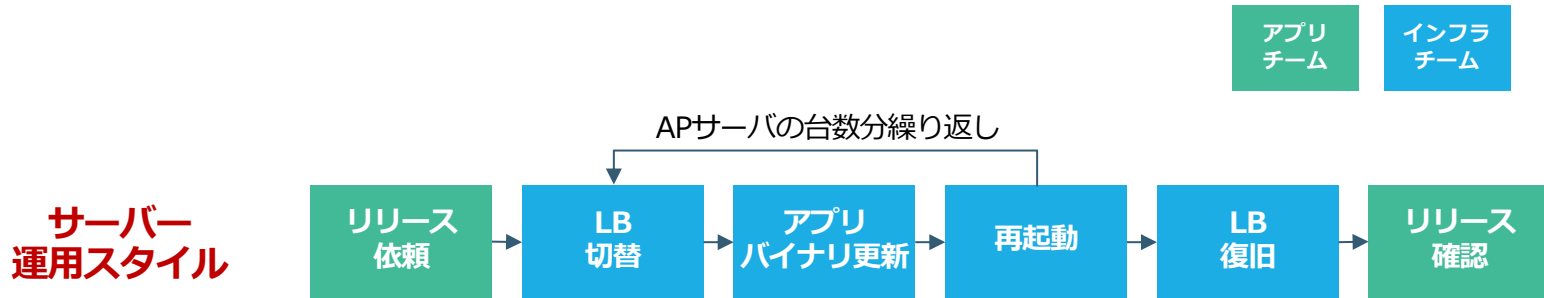 アプリ
チーム
インフラ
チーム
APサーバの台数分繰り返し
サーバー
運用スタイル
リリース
依頼
LB
切替
アプリ
バイナリ更新
再起動
LB
復旧
リリース
確認